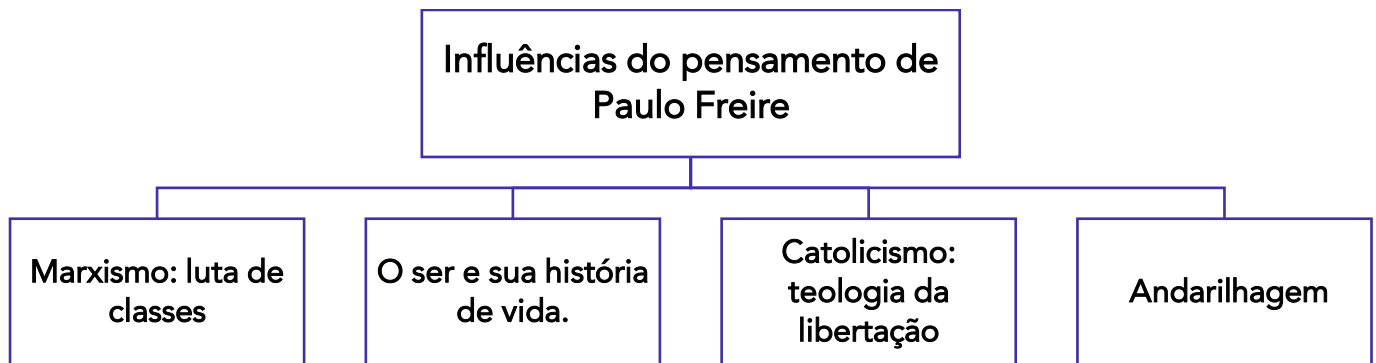 Influências do pensamento de
Paulo Freire
Marxismo: luta de
classes
O ser e sua história
de vida.
Catolicismo:
teologia da
libertação
Andarilhagem